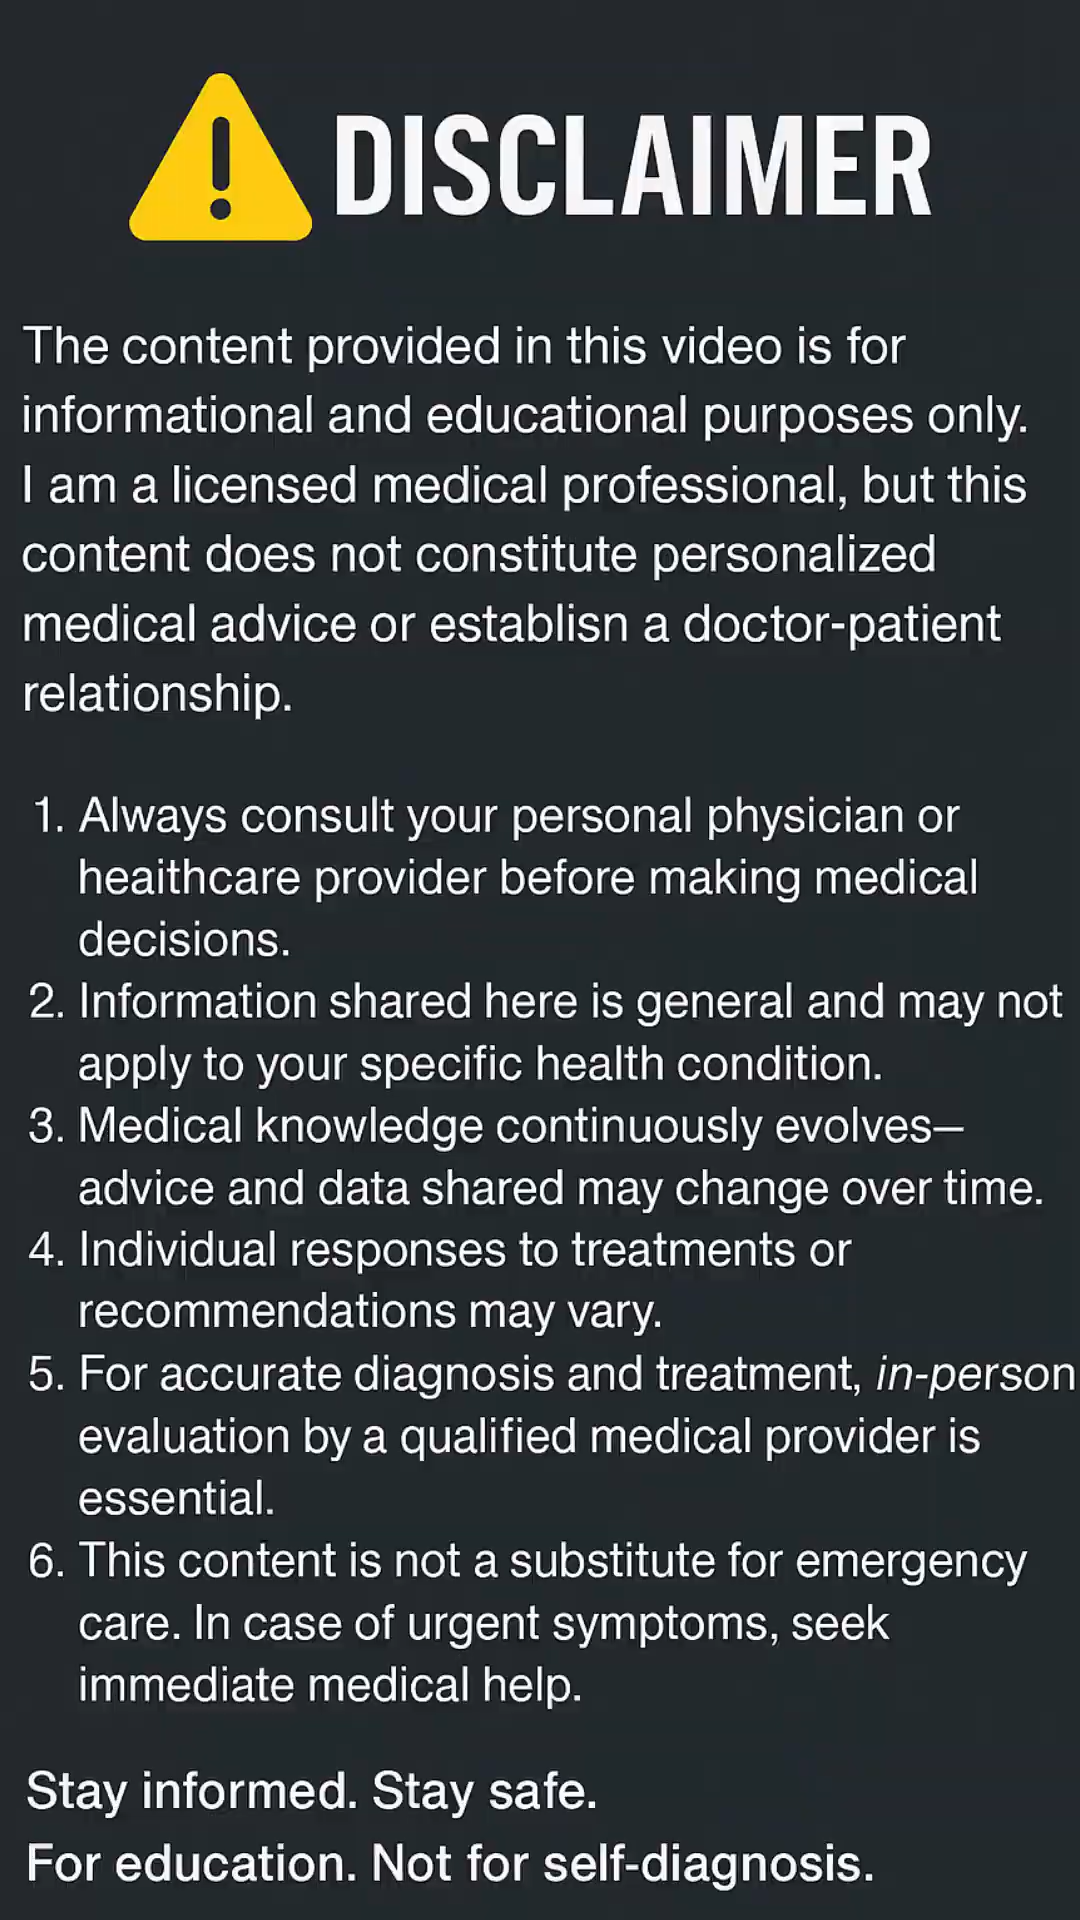 DISCLAIMER
The content provided in this video is for
informational and educational purposes only.
I am a licensed medical professional, but this
content does not constitute personalized
medical advice or establisn a doctor-patient
relationship.
1. Always consult your personal physician or
heaithcare provider before making medical
decisions.
2. Information shared here is general and may not
apply to your specific health condition.
3. Medical knowledge continuously evolves—
advice and data shared may change over time.
4. Individual responses to treatments or
recommendations may vary.
5. For accurate diagnosis and treatment, in-person
evaluation by a qualified medical provider is
essential.
6. This content is not a substitute for emergency
care. In case of urgent symptoms, seek
immediate medical help.
Stay informed. Stay safe.
For education. Not for self-diagnosis.